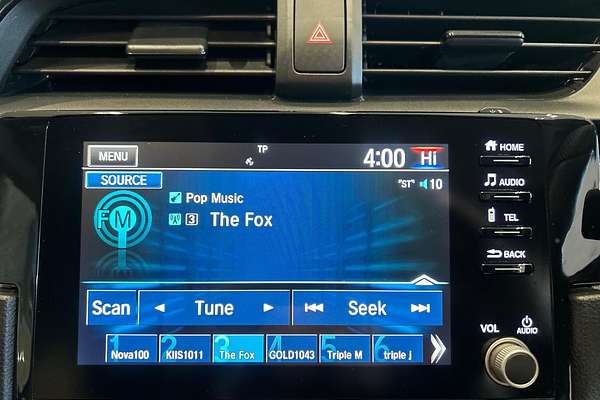 TP
MENU
4:00 Hi
SOURCE
"ST" 10
FM
Pop Music
3 The Fox
Scan
Tune
Seek
1 Nova100
2 KIIS1011
3 The Fox
4 GOLD1043
5 Triple M
6 triple j
HOME
AUDIO
TEL
BACK
VOL
AUDIO